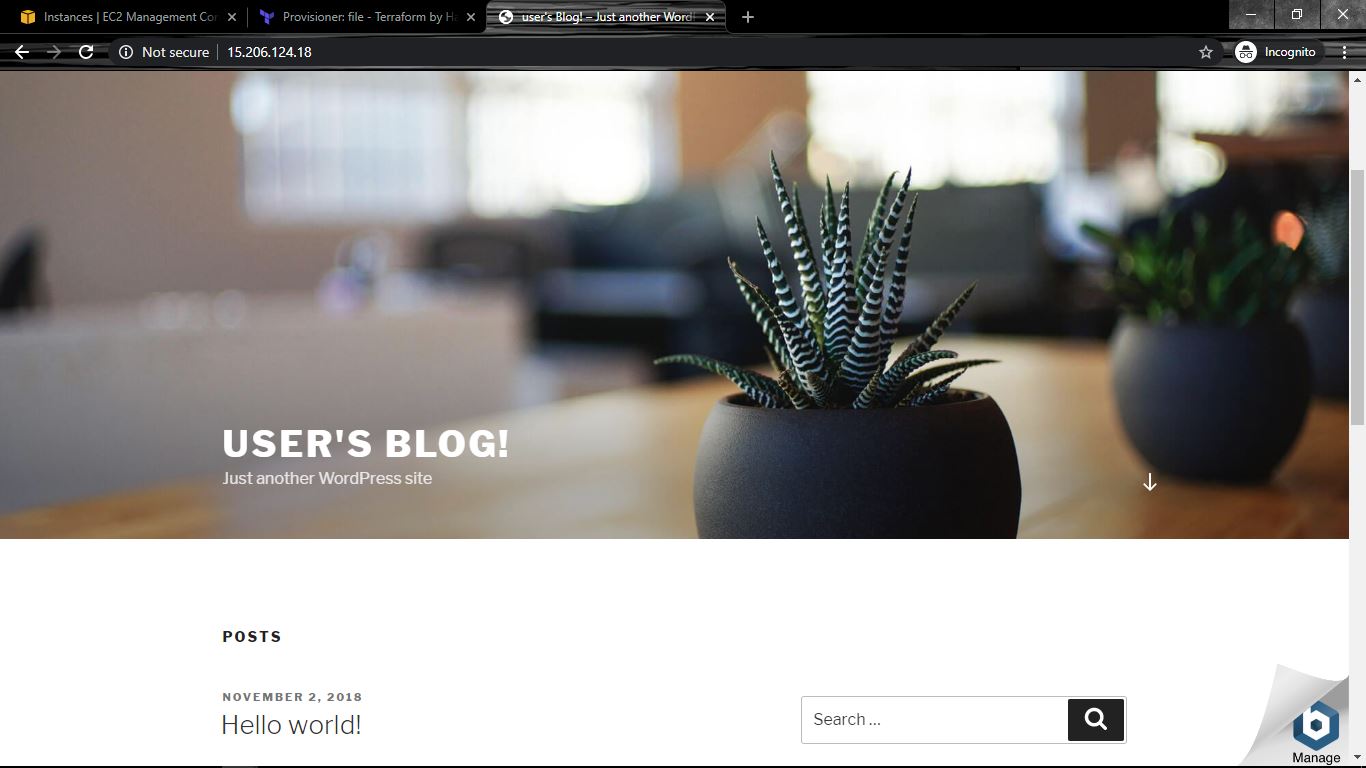 Instances | EC2 Management Cor
Provisioner: file - Terraform by Ha
user's Blog! – Just another Word
Not secure
15.206.124.18
Incognito
USER'S BLOG!
Just another WordPress site
POSTS
NOVEMBER 2, 2018
Hello world!
Search …
Manage